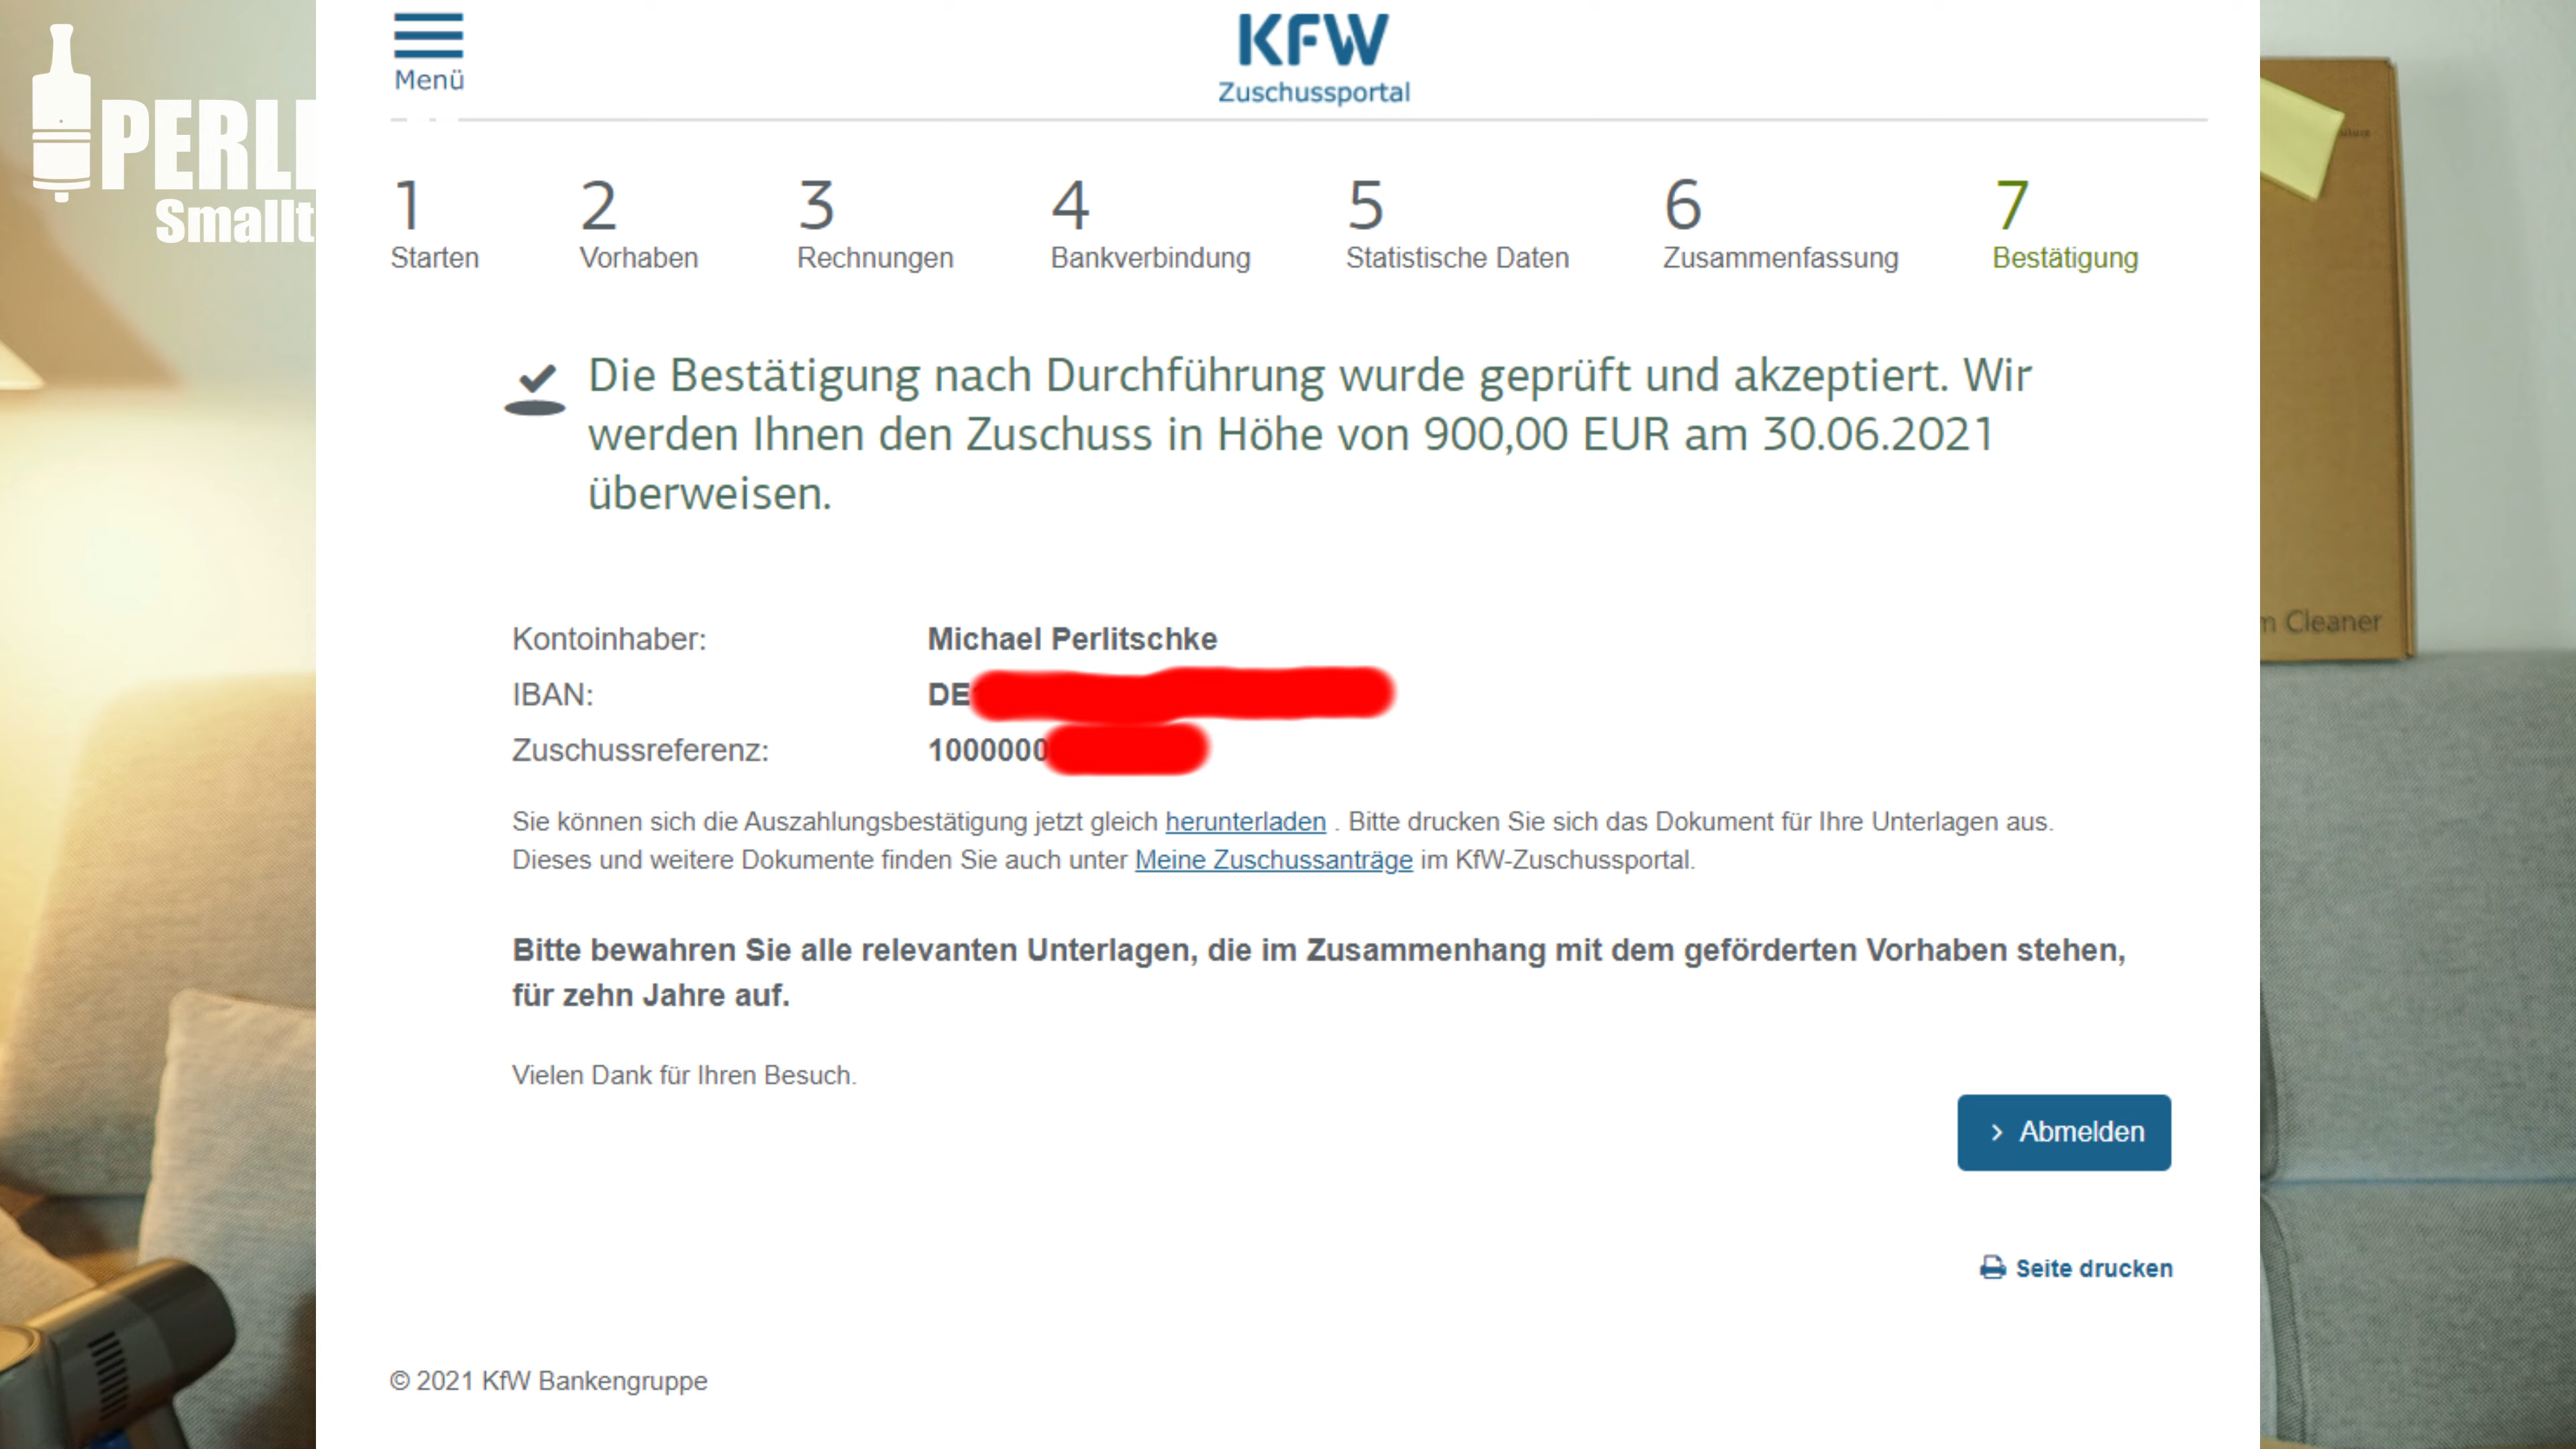 PERL
Smallt
Menü
KFW
Zuschussportal
1
Starten
2
Vorhaben
3
Rechnungen
4
Bankverbindung
5
Statistische Daten
6
Zusammenfassung
7
Bestätigung
Die Bestätigung nach Durchführung wurde geprüft und akzeptiert. Wir
werden Ihnen den Zuschuss in Höhe von 900,00 EUR am 30.06.2021
überweisen.
Kontoinhaber: Michael Perlitschke
IBAN: DE
Zuschussreferenz: 1000000
Sie können sich die Auszahlungsbestätigung jetzt gleich herunterladen . Bitte drucken Sie sich das Dokument für Ihre Unterlagen aus.
Dieses und weitere Dokumente finden Sie auch unter Meine Zuschussanträge im KfW-Zuschussportal.
Bitte bewahren Sie alle relevanten Unterlagen, die im Zusammenhang mit dem geförderten Vorhaben stehen,
für zehn Jahre auf.
Vielen Dank für Ihren Besuch.
> Abmelden
Seite drucken
© 2021 KfW Bankengruppe
Cleaner